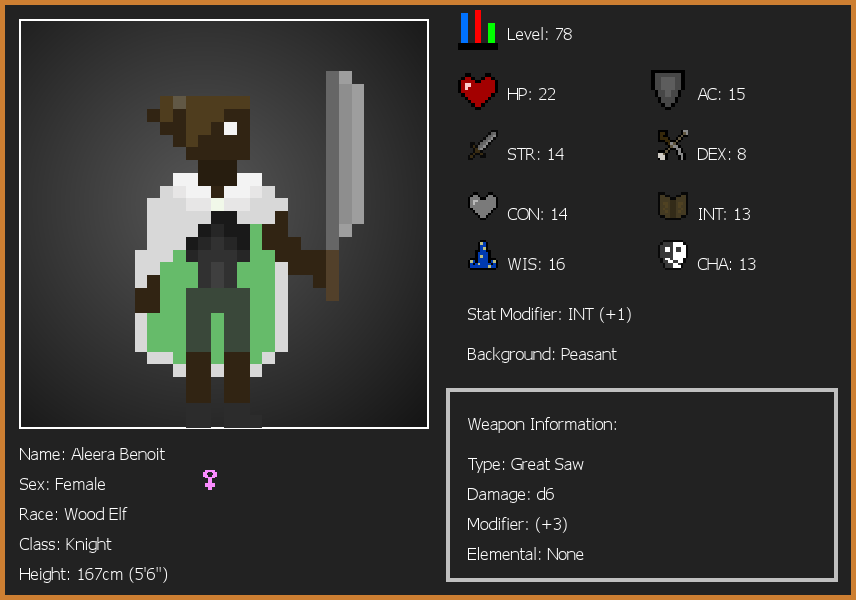 Level: 78
HP: 22
AC: 15
STR: 14
DEX: 8
CON: 14
INT: 13
WIS: 16
CHA: 13
Stat Modifier: INT (+1)
Background: Peasant
Weapon Information:
Type: Great Saw
Damage: d6
Modifier: (+3)
Elemental: None
Name: Aleera Benoit
Sex: Female
Race: Wood Elf
Class: Knight
Height: 167cm (5'6")